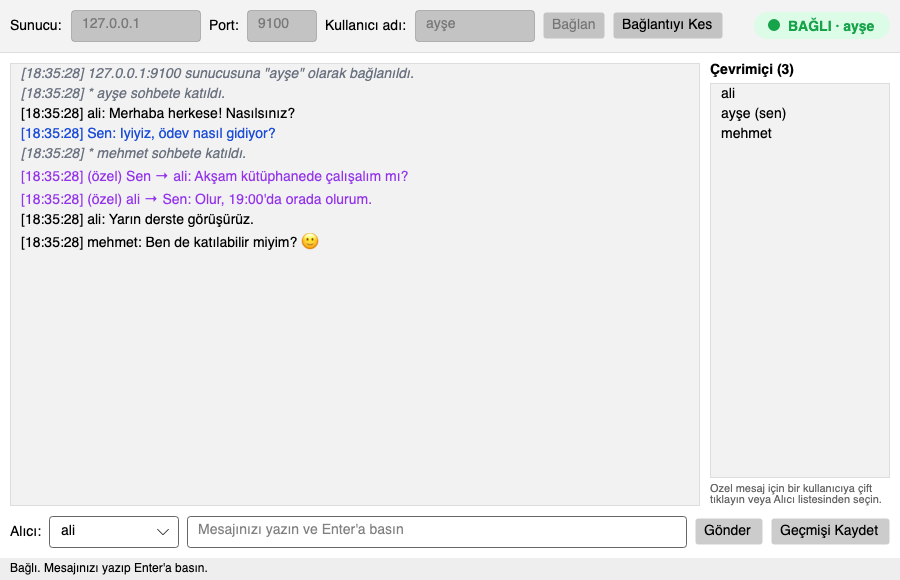 Sunucu: 127.0.0.1 Port: 9100 Kullanıcı adı: ayşe Bağlan Bağlantıyı Kes ● BAĞLI · ayşe
[18:35:28] 127.0.0.1:9100 sunucusuna "ayşe" olarak bağlanıldı.
[18:35:28] * ayşe sohbete katıldı.
[18:35:28] ali: Merhaba herkese! Nasılsınız?
[18:35:28] Sen: Iyiyiz, ödev nasıl gidiyor?
[18:35:28] * mehmet sohbete katıldı.
[18:35:28] (özel) Sen → ali: Akşam kütüphanede çalışalım mı?
[18:35:28] (özel) ali → Sen: Olur, 19:00'da orada olurum.
[18:35:28] ali: Yarın derste görüşürüz.
[18:35:28] mehmet: Ben de katılabilir miyim? 🙂
Çevrimiçi (3)
ali
ayşe (sen)
mehmet
Ozel mesaj için bir kullanıcıya çift
tıklayın veya Alıcı listesinden seçin.
Alıcı: ali Mesajınızı yazın ve Enter'a basın Gönder Geçmişi Kaydet
Bağlı. Mesajınızı yazıp Enter'a basın.